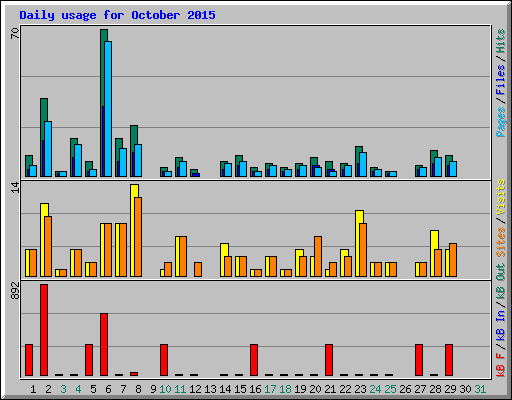 Daily usage for October 2015
70
Pages / Files / Hits
14
Sites / Visits
892
kB F / kB In / kB Out
1 2 3 4 5 6 7 8 9 10 11 12 13 14 15 16 17 18 19 20 21 22 23 24 25 26 27 28 29 30 31